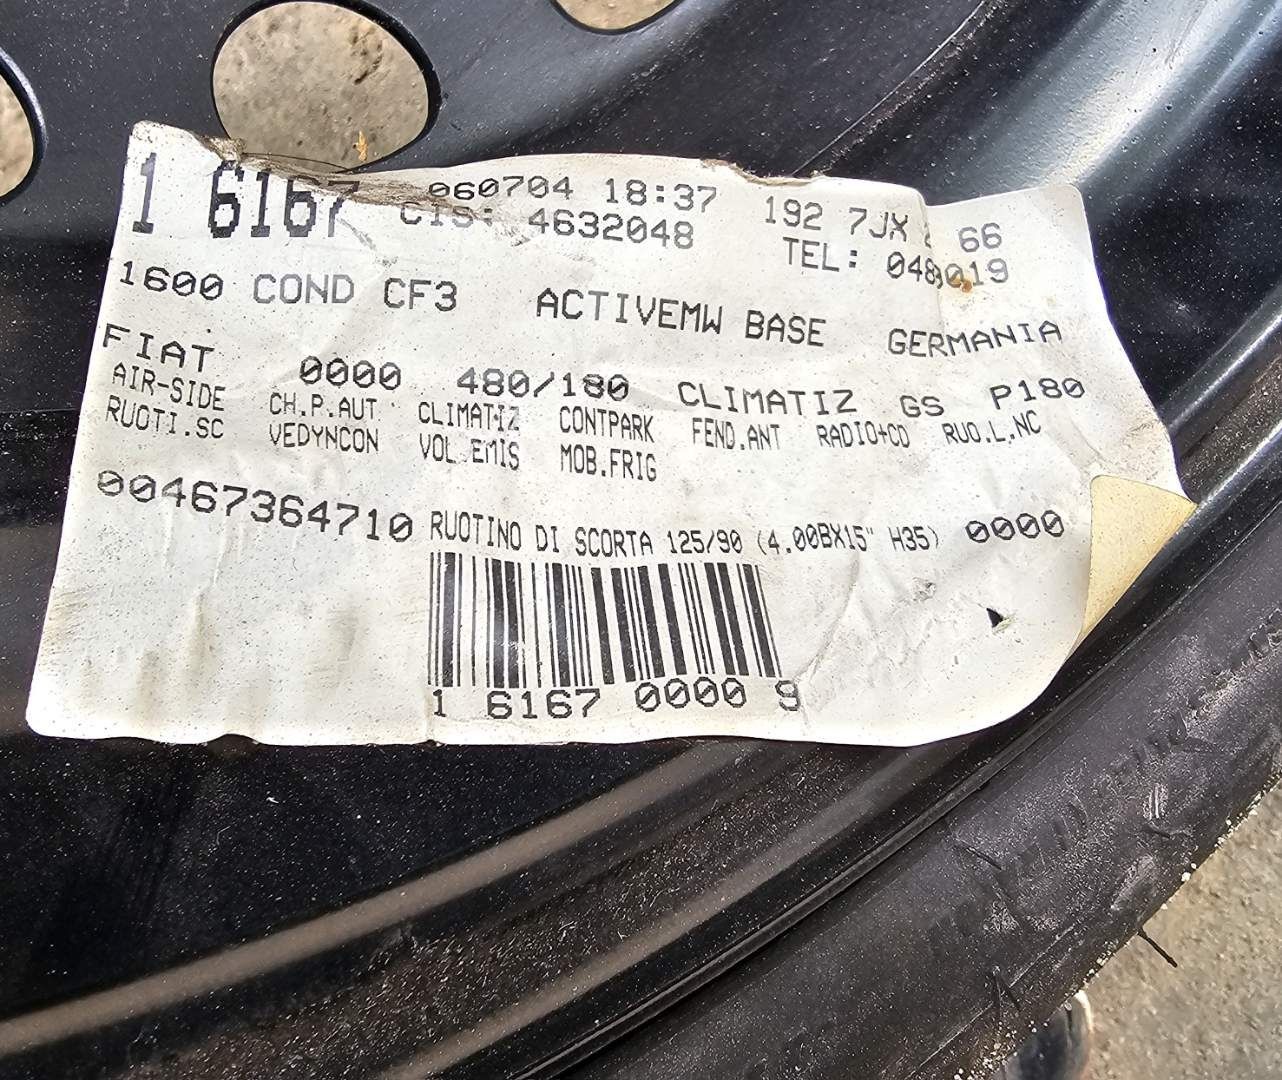 1 6167 060704 18:37 192 7JX 66
CIS: 4632048 TEL: 048019
1600 COND CF3 ACTIVEMW BASE GERMANIA
FIAT 0000 480/180 CLIMATIZ GS P180
AIR-SIDE CH.P.AUT CLIMATIZ CONTPARK FEND.ANT RADIO+CD RUO.L.NC
RUOTI.SC VEDYNCON VOL.EMIS MOB.FRIG
00467364710 RUOTINO DI SCORTA 125/90 (4.00BX15" H35) 0000
1 6167 0000 9